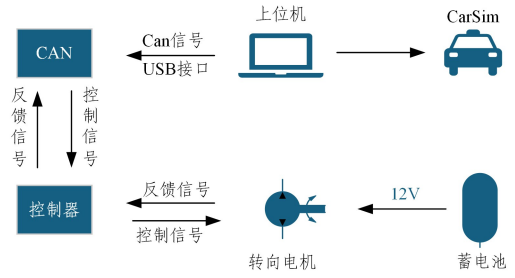 上位机
CarSim
CAN
Can信号
USB接口
反馈信号
控制信号
控制器
反馈信号
控制信号
12V
转向电机
蓄电池